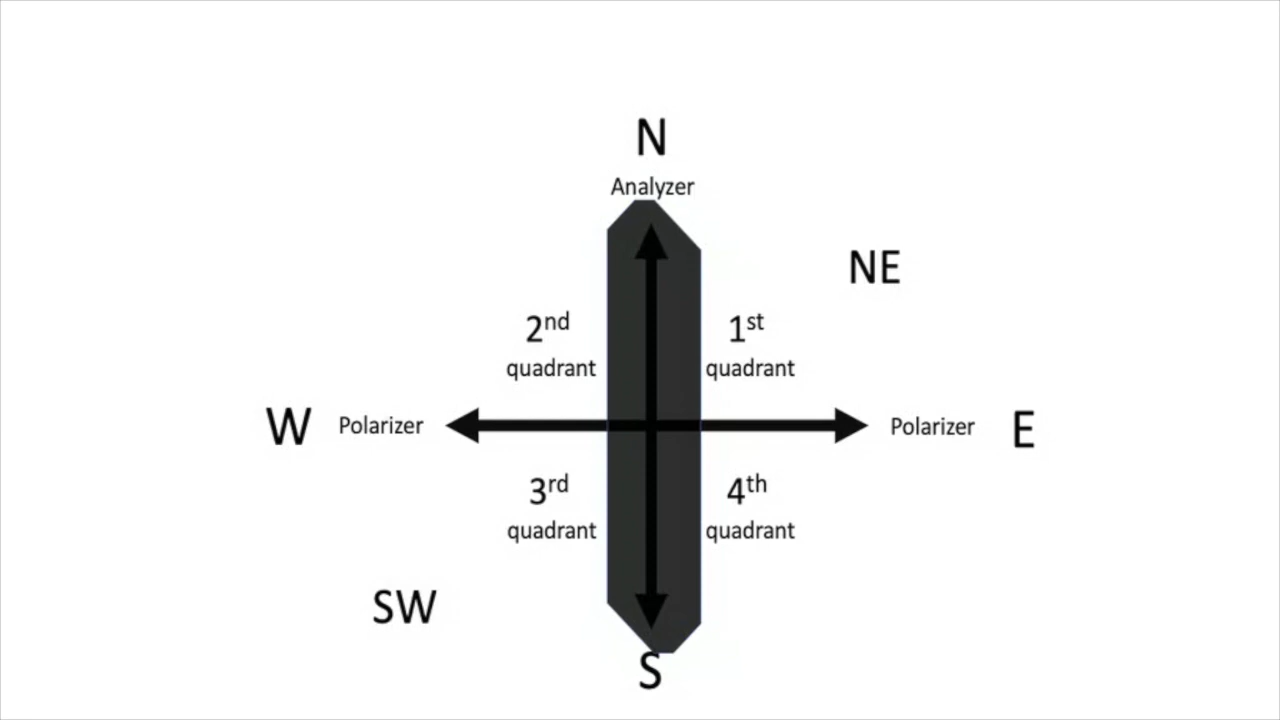 N
Analyzer
NE
2nd
quadrant
1st
quadrant
W
Polarizer
Polarizer
E
3rd
quadrant
4th
quadrant
SW
S